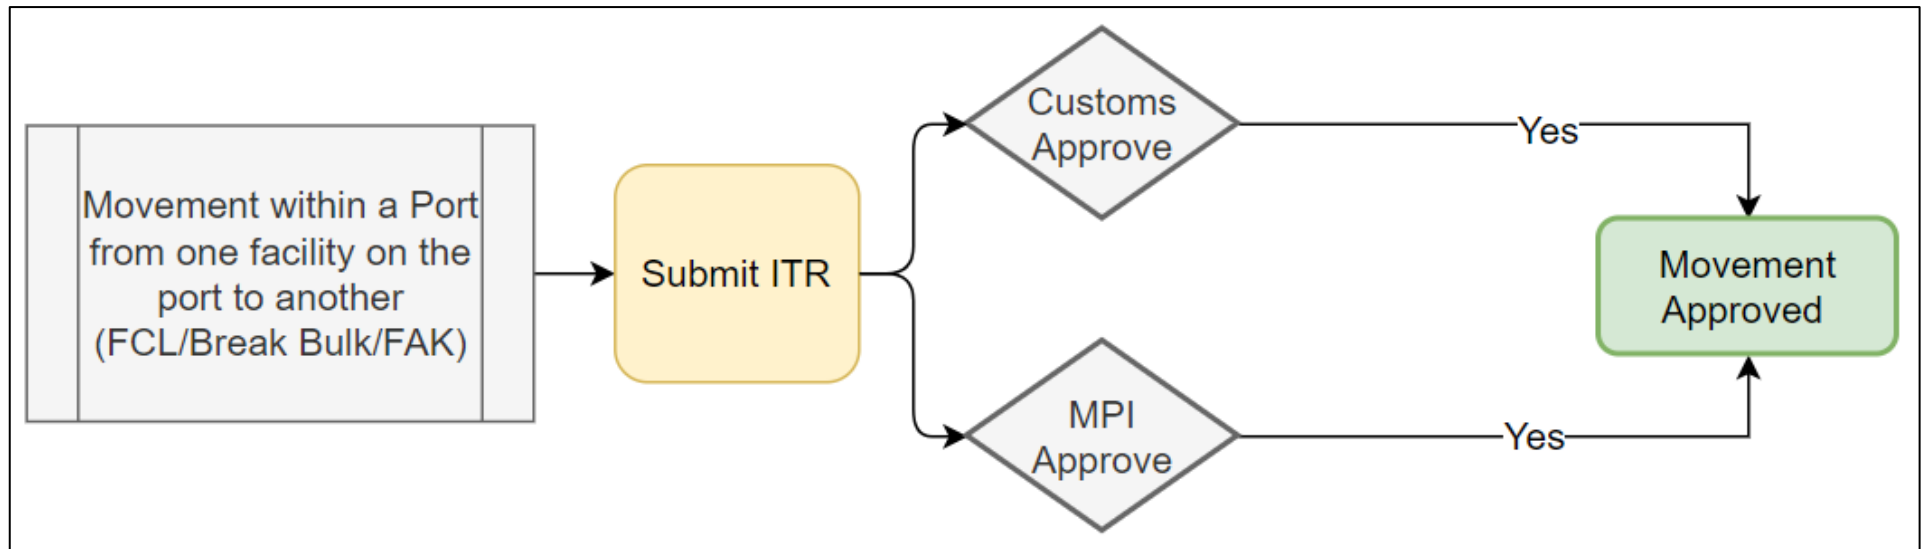 Movement within a Port
from one facility on the
port to another
(FCL/Break Bulk/FAK)
Submit ITR
Customs
Approve
Yes
MPI
Approve
Yes
Movement
Approved